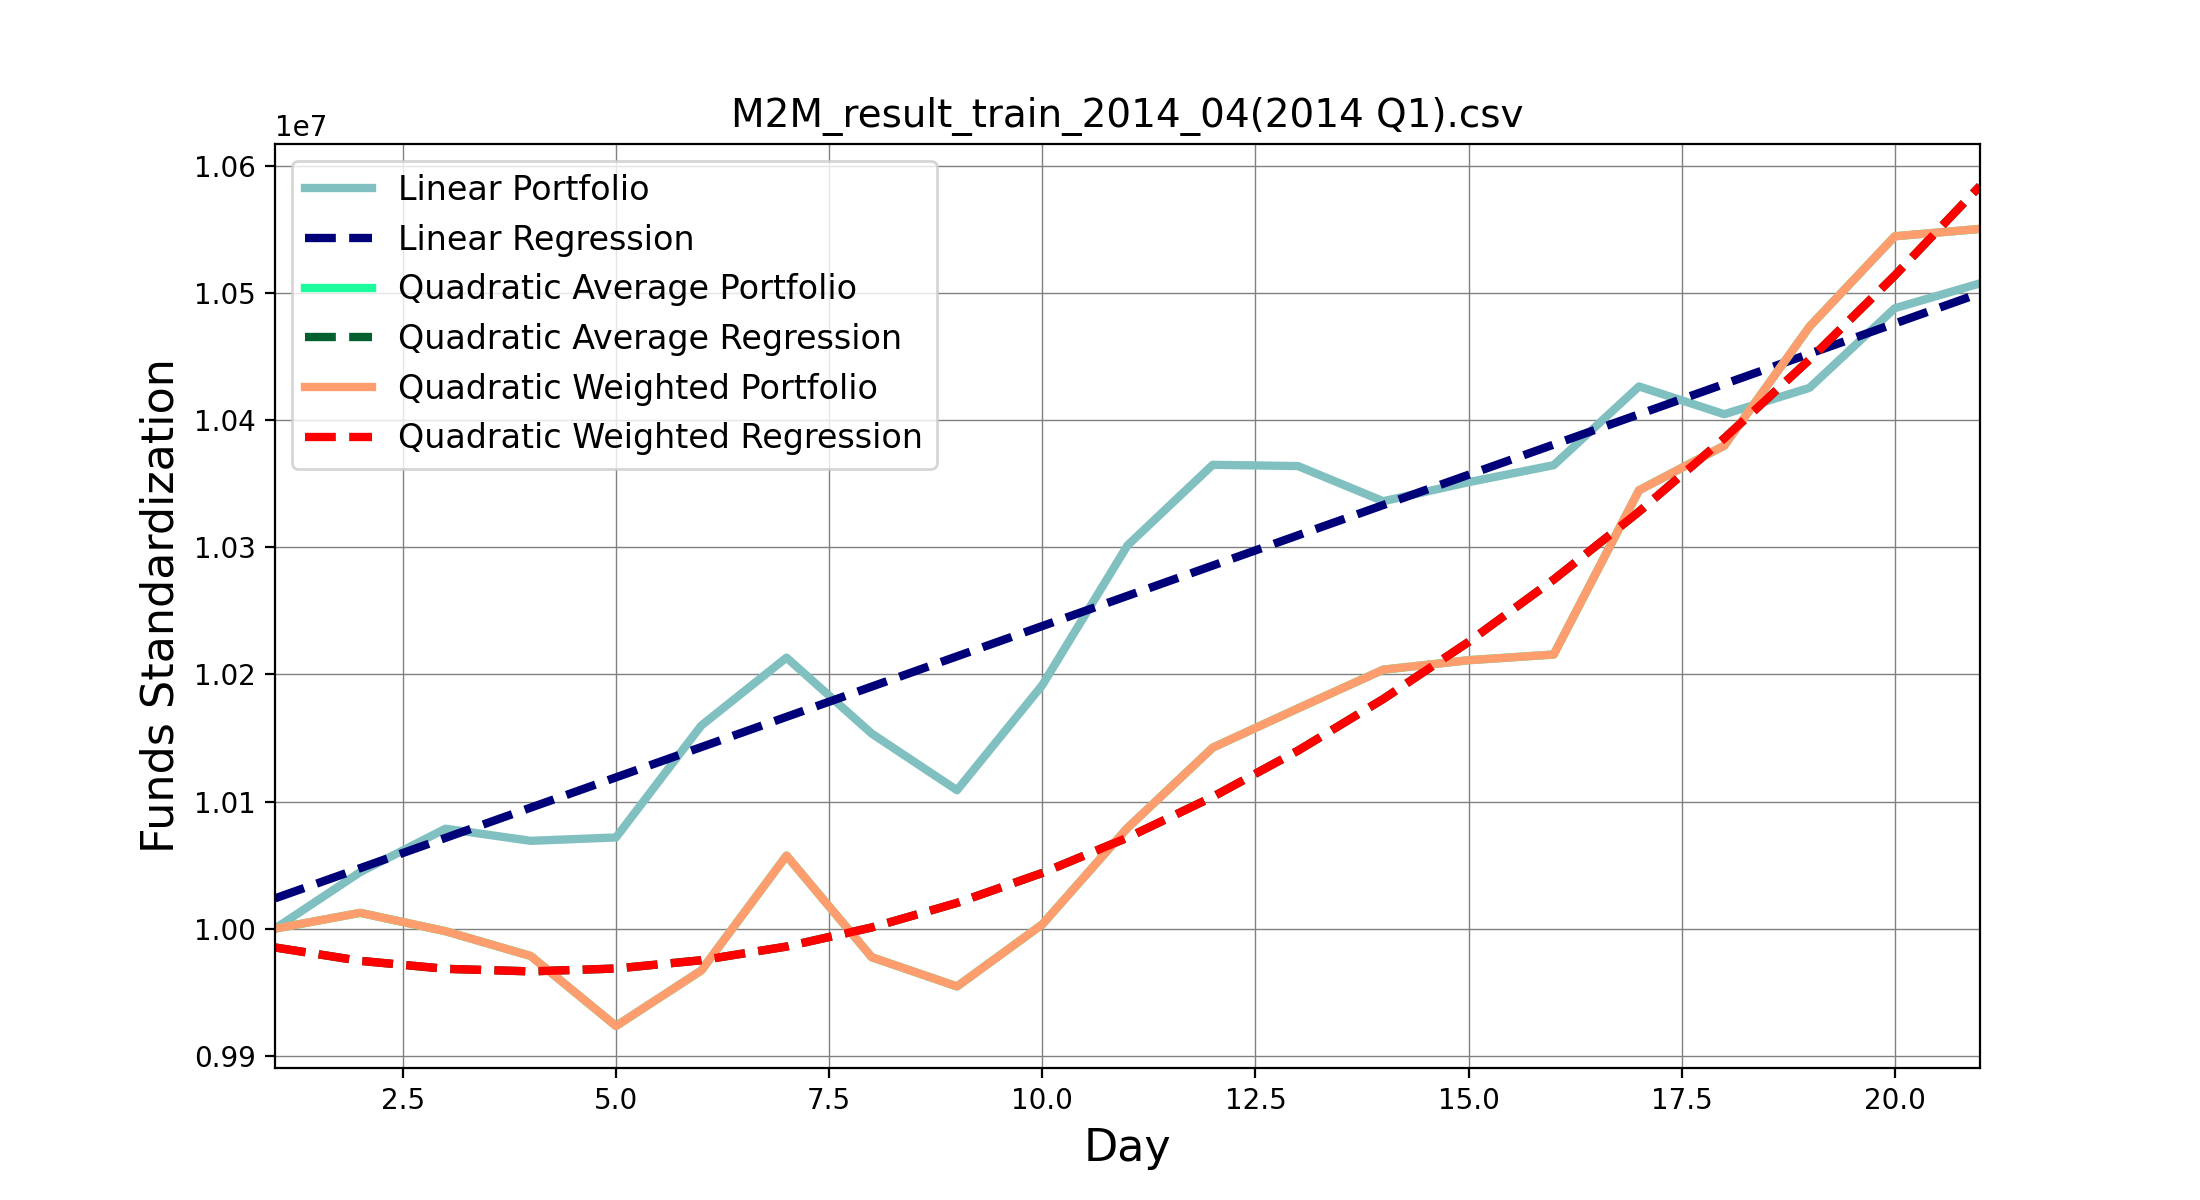 M2M_result_train_2014_04(2014 Q1).csv
1e7
1.06
1.05
1.04
1.03
1.02
1.01
1.00
0.99
Funds Standardization
Linear Portfolio
Linear Regression
Quadratic Average Portfolio
Quadratic Average Regression
Quadratic Weighted Portfolio
Quadratic Weighted Regression
2.5 5.0 7.5 10.0 12.5 15.0 17.5 20.0
Day